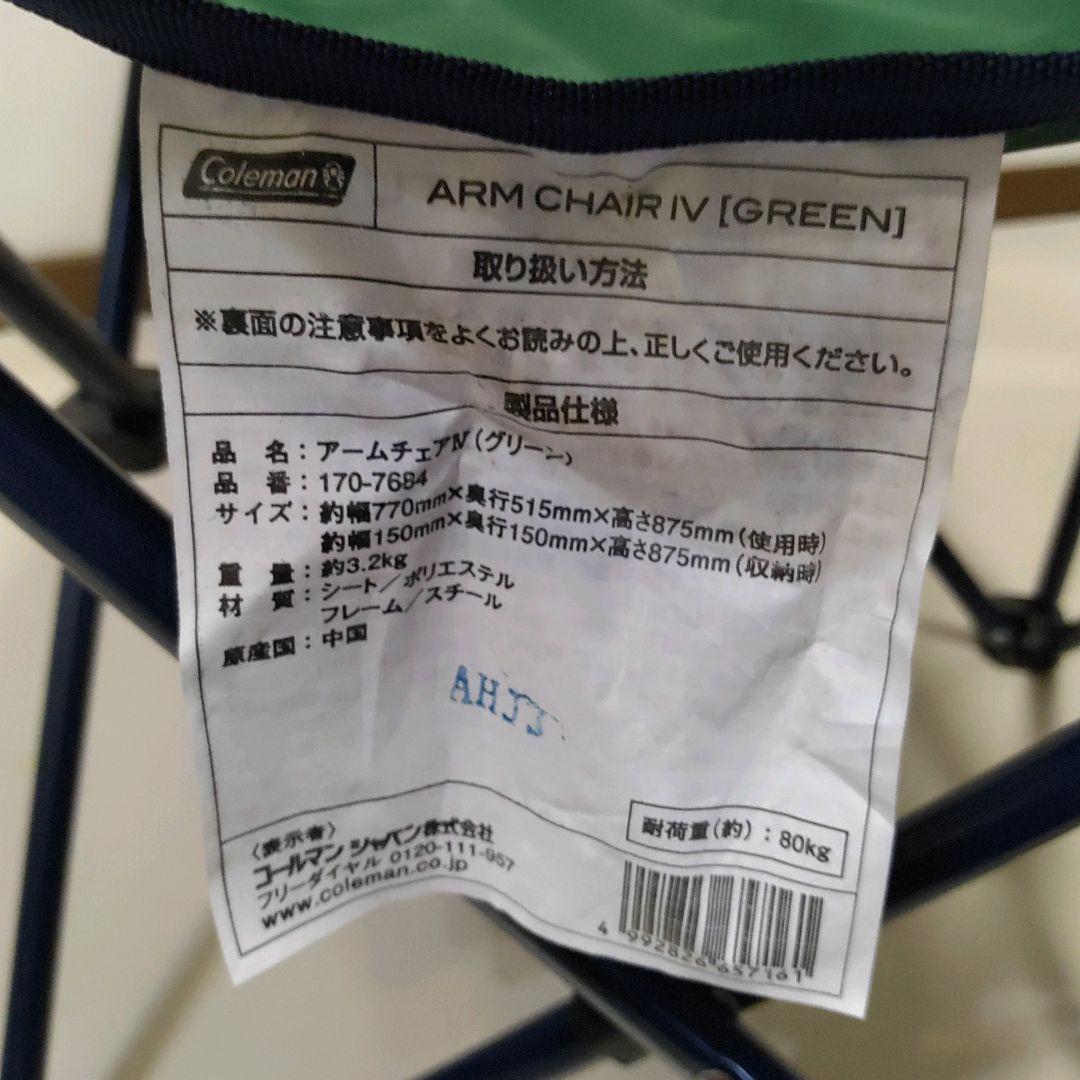 Coleman
ARM CHAIR IV [GREEN]
取り扱い方法
※裏面の注意事項をよくお読みの上、正しくご使用ください。
製品仕様
品 名：アームチェアⅣ（グリーン）
品 番：170-7684
サイズ：約幅770mm×奥行515mm×高さ875mm（使用時）
約幅150mm×奥行150mm×高さ875mm（収納時）
重 量：約3.2kg
材 質：シート／ポリエステル
フレーム／スチール
原産国：中国
AHJJ
〈表示者〉
コールマン ジャパン株式会社
フリーダイヤル 0120-111-957
www.coleman.co.jp
耐荷重（約）：80kg
4 992826 657161